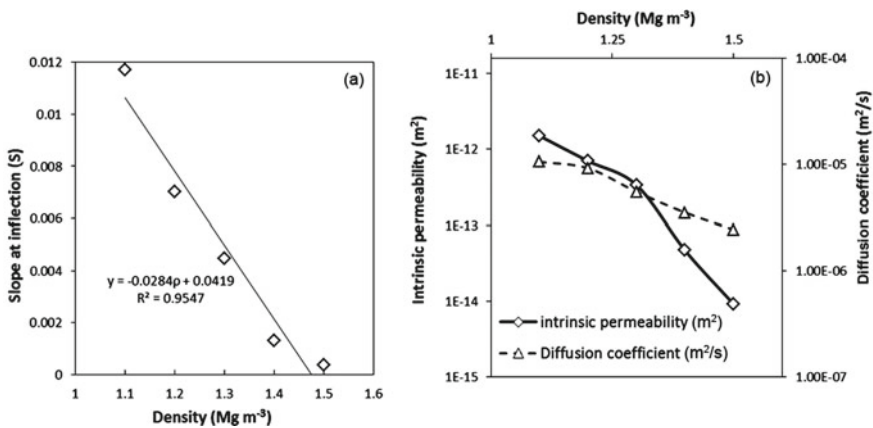 (a)
Slope at inflection (S)
0.012
0.01
0.008
0.006
0.004
0.002
0
y = -0.0284ρ + 0.0419
R² = 0.9547
1 1.1 1.2 1.3 1.4 1.5 1.6
Density (Mg m⁻³)
Density (Mg m⁻³)
1 1.25 1.5
(b)
Intrinsic permeability (m²)
1E-11
1E-12
1E-13
1E-14
1E-15
intrinsic permeability (m²)
Diffusion coefficient (m²/s)
1.00E-04
1.00E-05
1.00E-06
1.00E-07
Diffusion coefficient (m²/s)